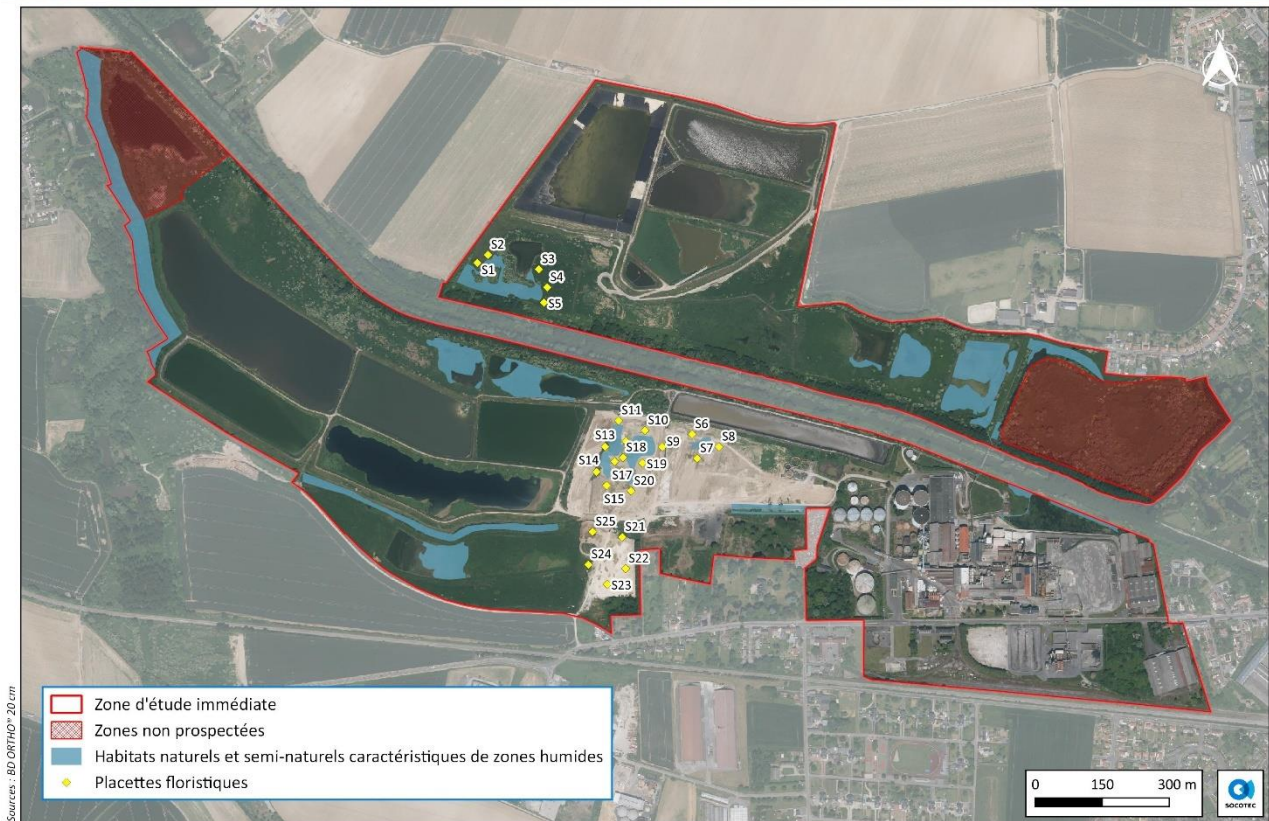 N
S2
S1
S3
S4
S5
S11
S10
S6
S13
S9
S8
S18
S7
S14
S19
S17
S20
S15
S25
S21
S24
S22
S23
Zone d'étude immédiate
Zones non prospectées
Habitats naturels et semi-naturels caractéristiques de zones humides
Placettes floristiques
0 150 300 m
SOCOTEC
Sources : BD ORTHO® 20 cm